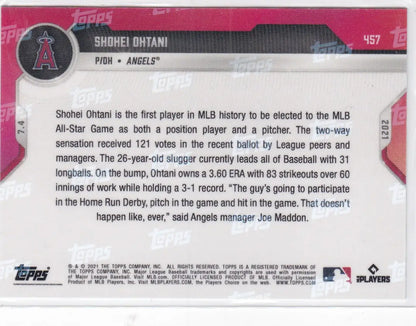 SHOHEI OHTANI
457
P/DH • ANGELS®
7.4
2021
Shohei Ohtani is the first player in MLB history to be elected to the MLB
All-Star Game as both a position player and a pitcher. The two-way
sensation received 121 votes in the recent ballot by League peers and
managers. The 26-year-old slugger currently leads all of Baseball with 31
longballs. On the bump, Ohtani owns a 3.60 ERA with 83 strikeouts over 60
innings of work while holding a 3-1 record. “The guy's going to participate
in the Home Run Derby, pitch in the game and hit in the game. That doesn't
happen like, ever,” said Angels manager Joe Maddon.
Topps
® & © 2021 THE TOPPS COMPANY, INC. ALL RIGHTS RESERVED. TOPPS IS A REGISTERED TRADEMARK OF
THE TOPPS COMPANY, INC. Major League Baseball trademarks and copyrights are used with permission of
Major League Baseball. Visit MLB.com. OFFICIALLY LICENSED PRODUCT OF MLB Players, Inc. Officially Licensed
Product of MLB Players, Inc. Visit MLBPLAYERS.com, the Players Choice on the web. WWW.TOPPS.COM
PLAYERS